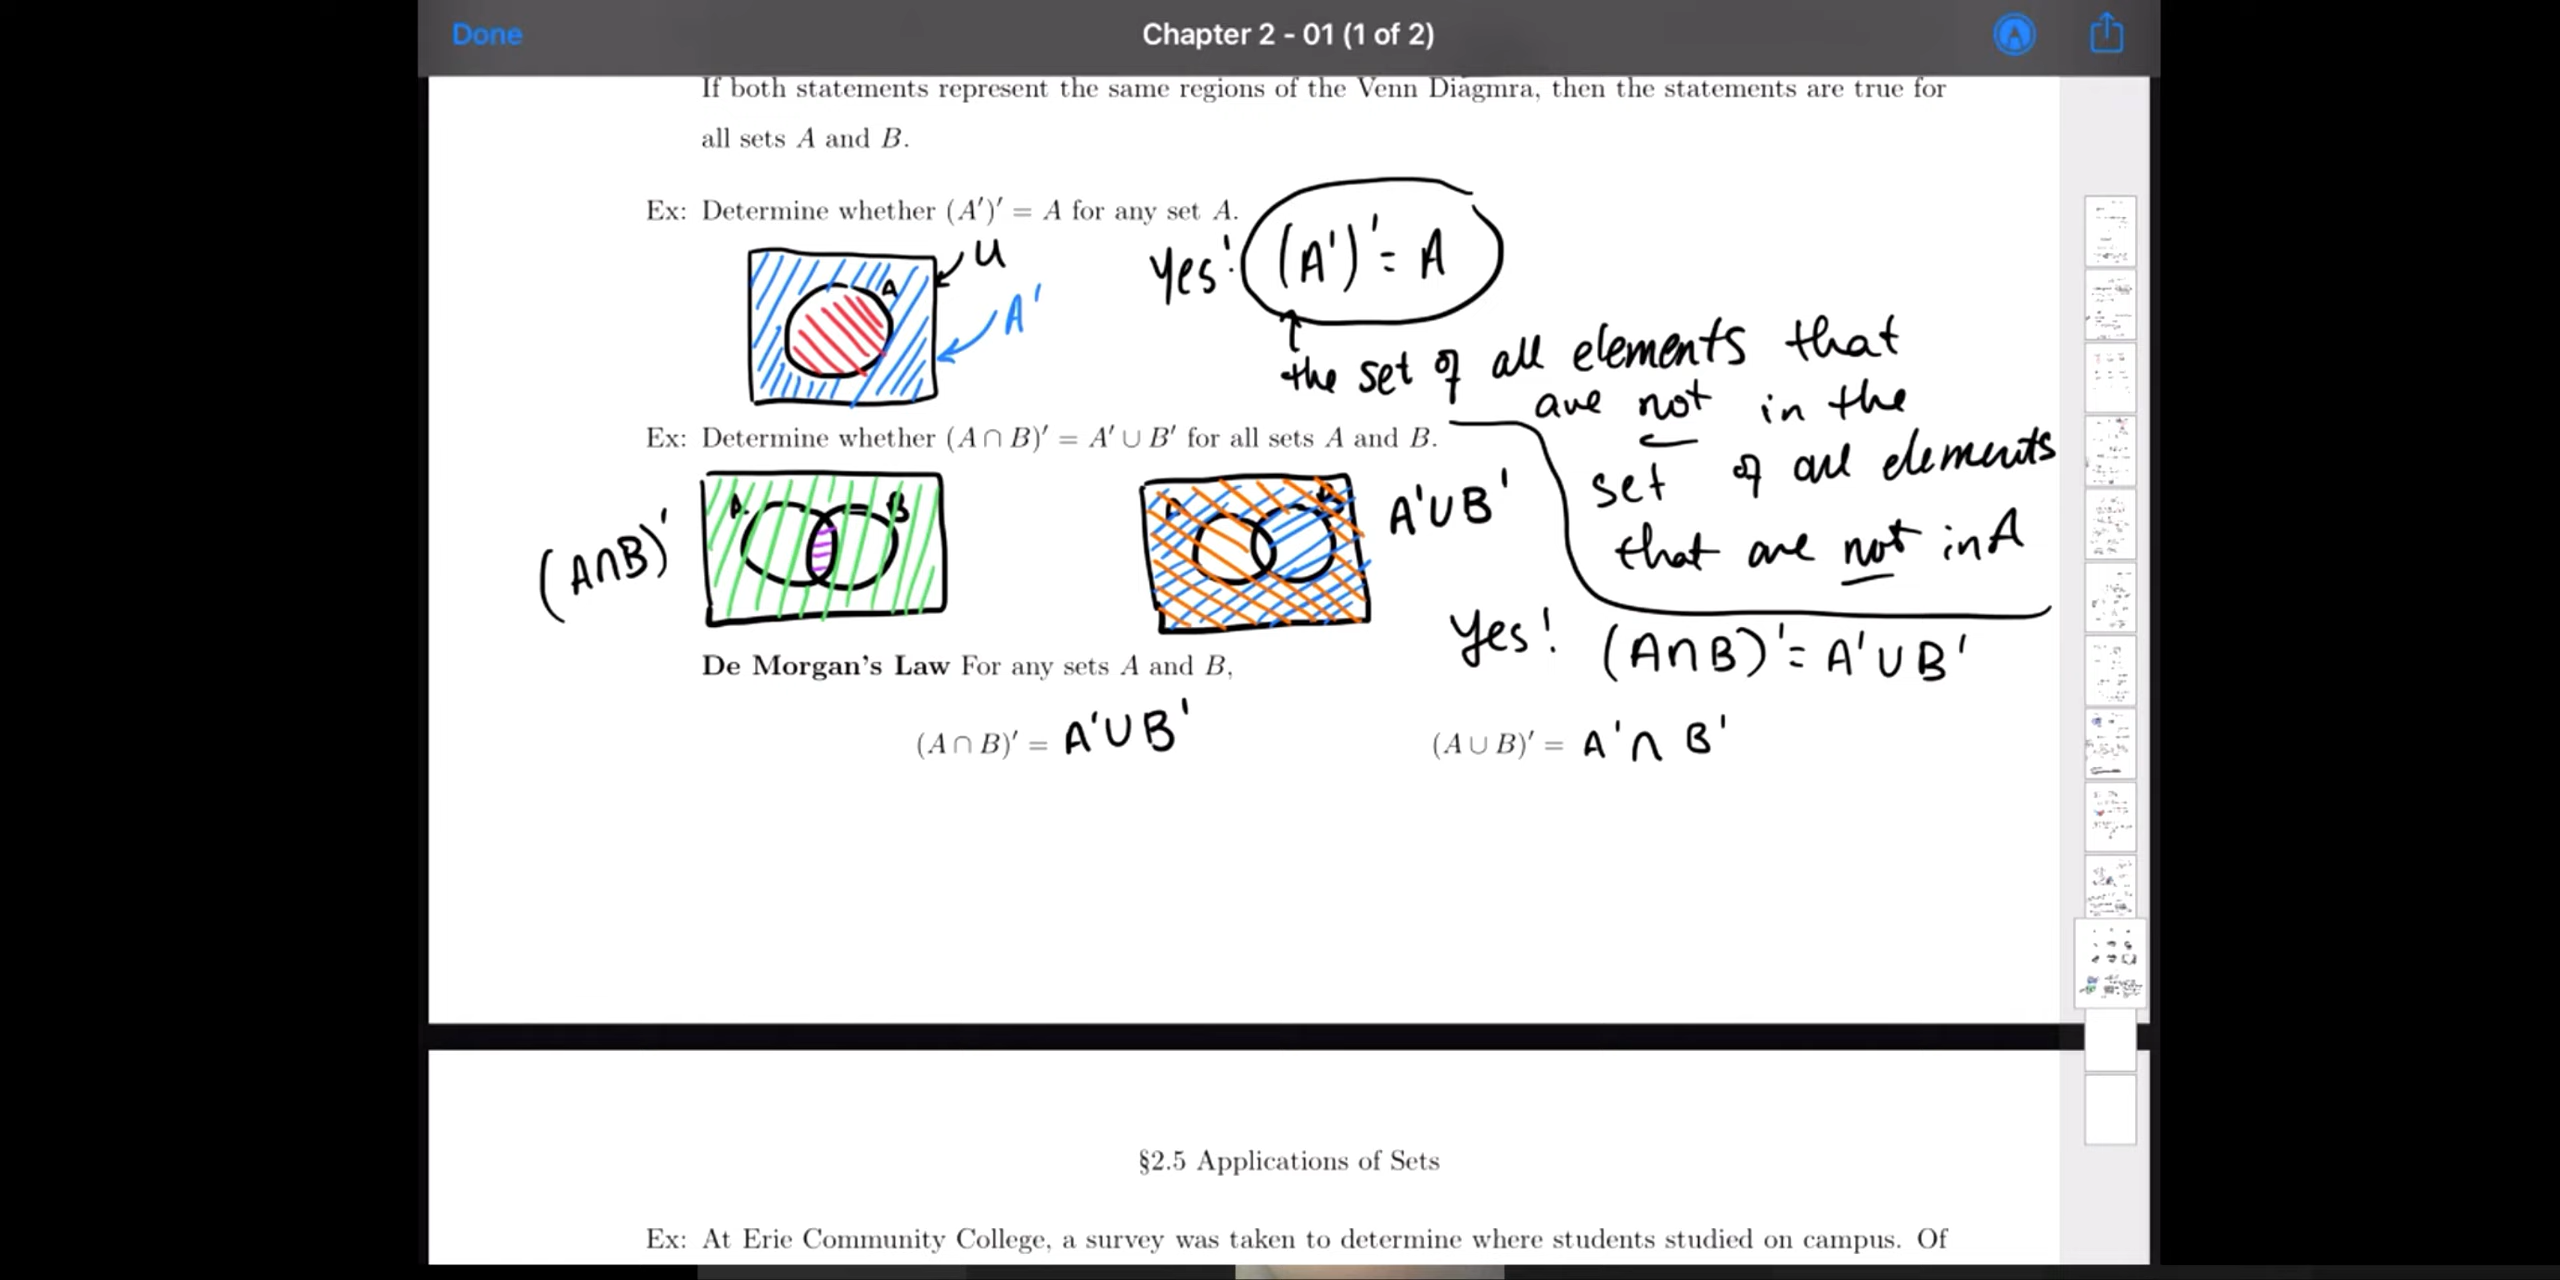 Done
Chapter 2 - 01 (1 of 2)
If both statements represent the same regions of the Venn Diagmra, then the statements are true for
all sets A and B.
Ex: Determine whether (A′)′ = A for any set A.
Yes! (A')' = A
U
A
A'
the set of all elements that
are not in the
set of all elements
that are not in A
Ex: Determine whether (A ∩ B)′ = A′ ∪ B′ for all sets A and B.
(A∩B)'
A B
A'∪B'
Yes! (A∩B)' = A'∪B'
De Morgan's Law For any sets A and B,
(A ∩ B)′ = A'∪B'
(A ∪ B)′ = A'∩ B'
§2.5 Applications of Sets
Ex: At Erie Community College, a survey was taken to determine where students studied on campus. Of